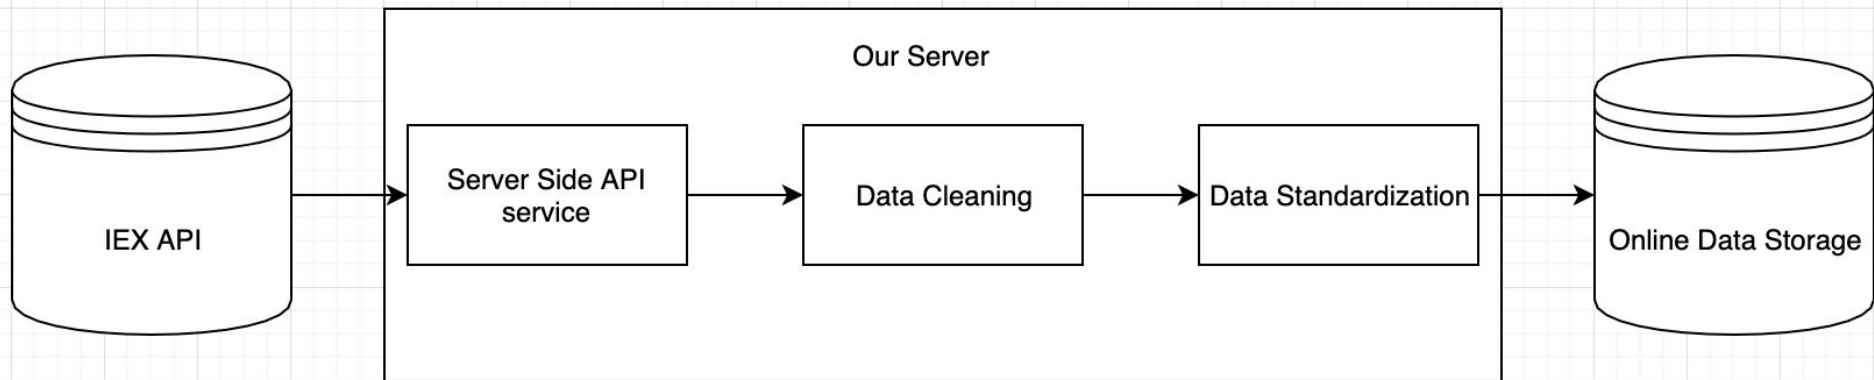 Our Server
IEX API
Server Side API
service
Data Cleaning
Data Standardization
Online Data Storage